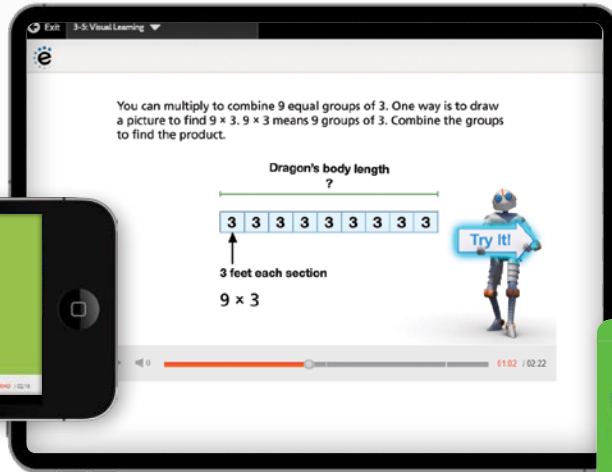 Exit 3-5: Visual Learning
e
You can multiply to combine 9 equal groups of 3. One way is to draw
a picture to find 9 × 3. 9 × 3 means 9 groups of 3. Combine the groups
to find the product.
Dragon's body length
?
3 3 3 3 3 3 3 3 3
Try It!
3 feet each section
9 × 3
01:02 / 02:22